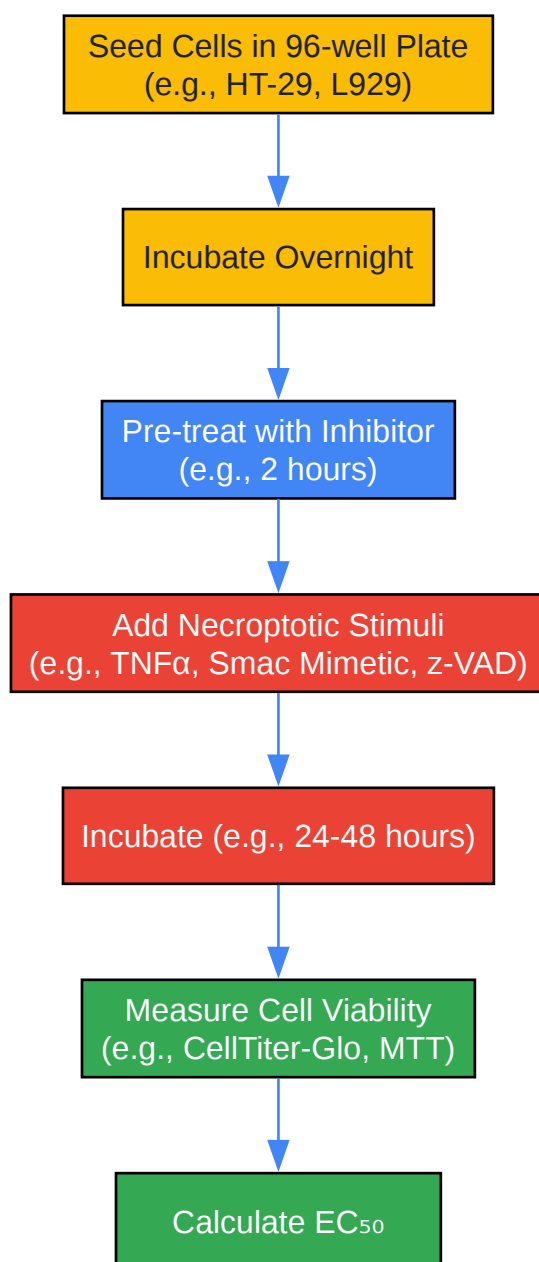 Seed Cells in 96-well Plate
(e.g., HT-29, L929)
Incubate Overnight
Pre-treat with Inhibitor
(e.g., 2 hours)
Add Necroptotic Stimuli
(e.g., TNFα, Smac Mimetic, z-VAD)
Incubate (e.g., 24-48 hours)
Measure Cell Viability
(e.g., CellTiter-Glo, MTT)
Calculate EC₅₀